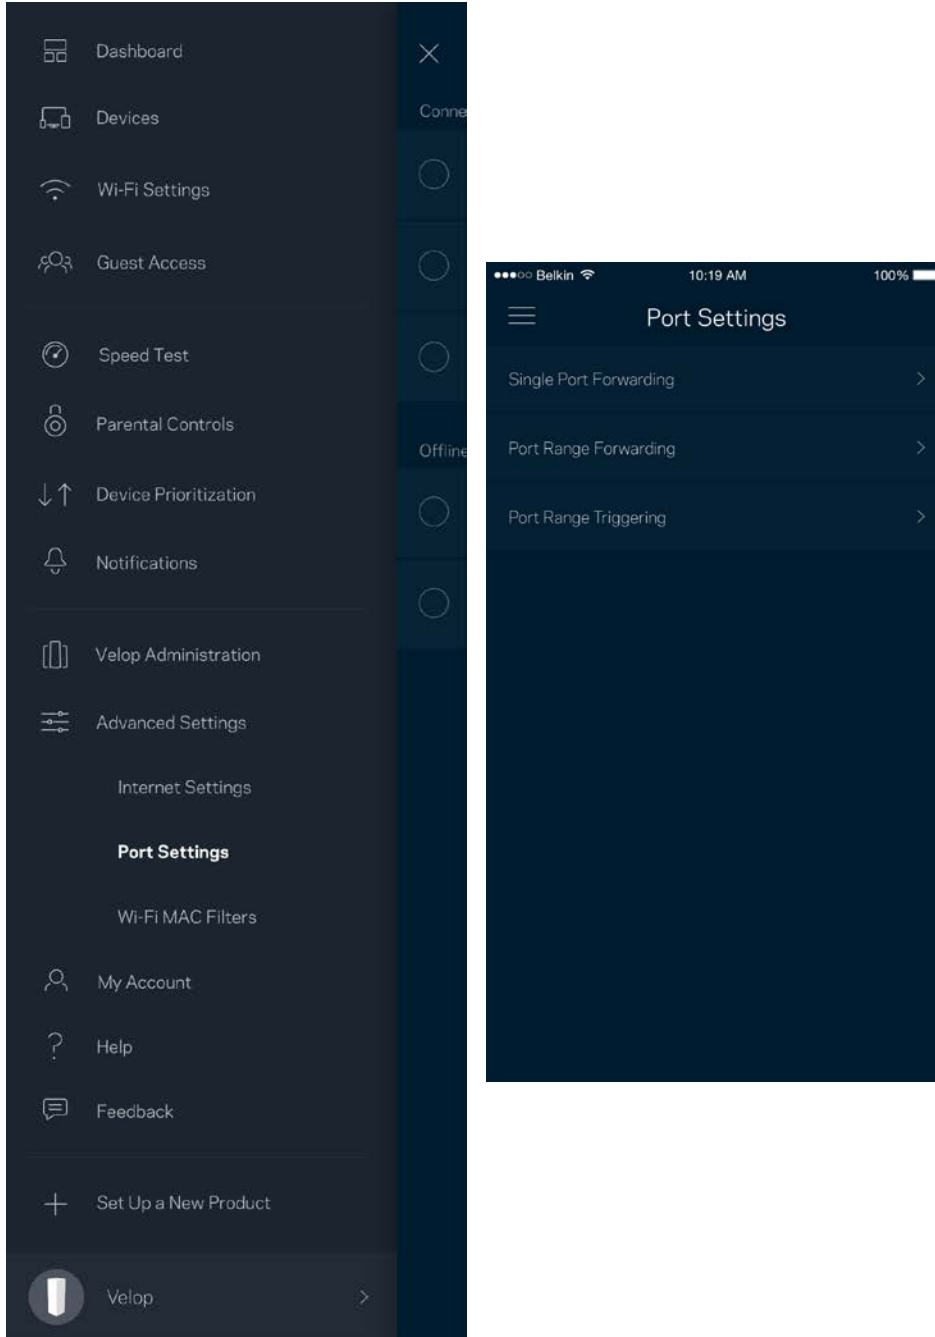 Dashboard
Devices
Wi-Fi Settings
Guest Access
Speed Test
Parental Controls
Device Prioritization
Notifications
Velop Administration
Advanced Settings
Internet Settings
Port Settings
Wi-Fi MAC Filters
My Account
Help
Feedback
Set Up a New Product
Velop
Conne
Offline
Belkin 10:19 AM 100%
Port Settings
Single Port Forwarding
Port Range Forwarding
Port Range Triggering